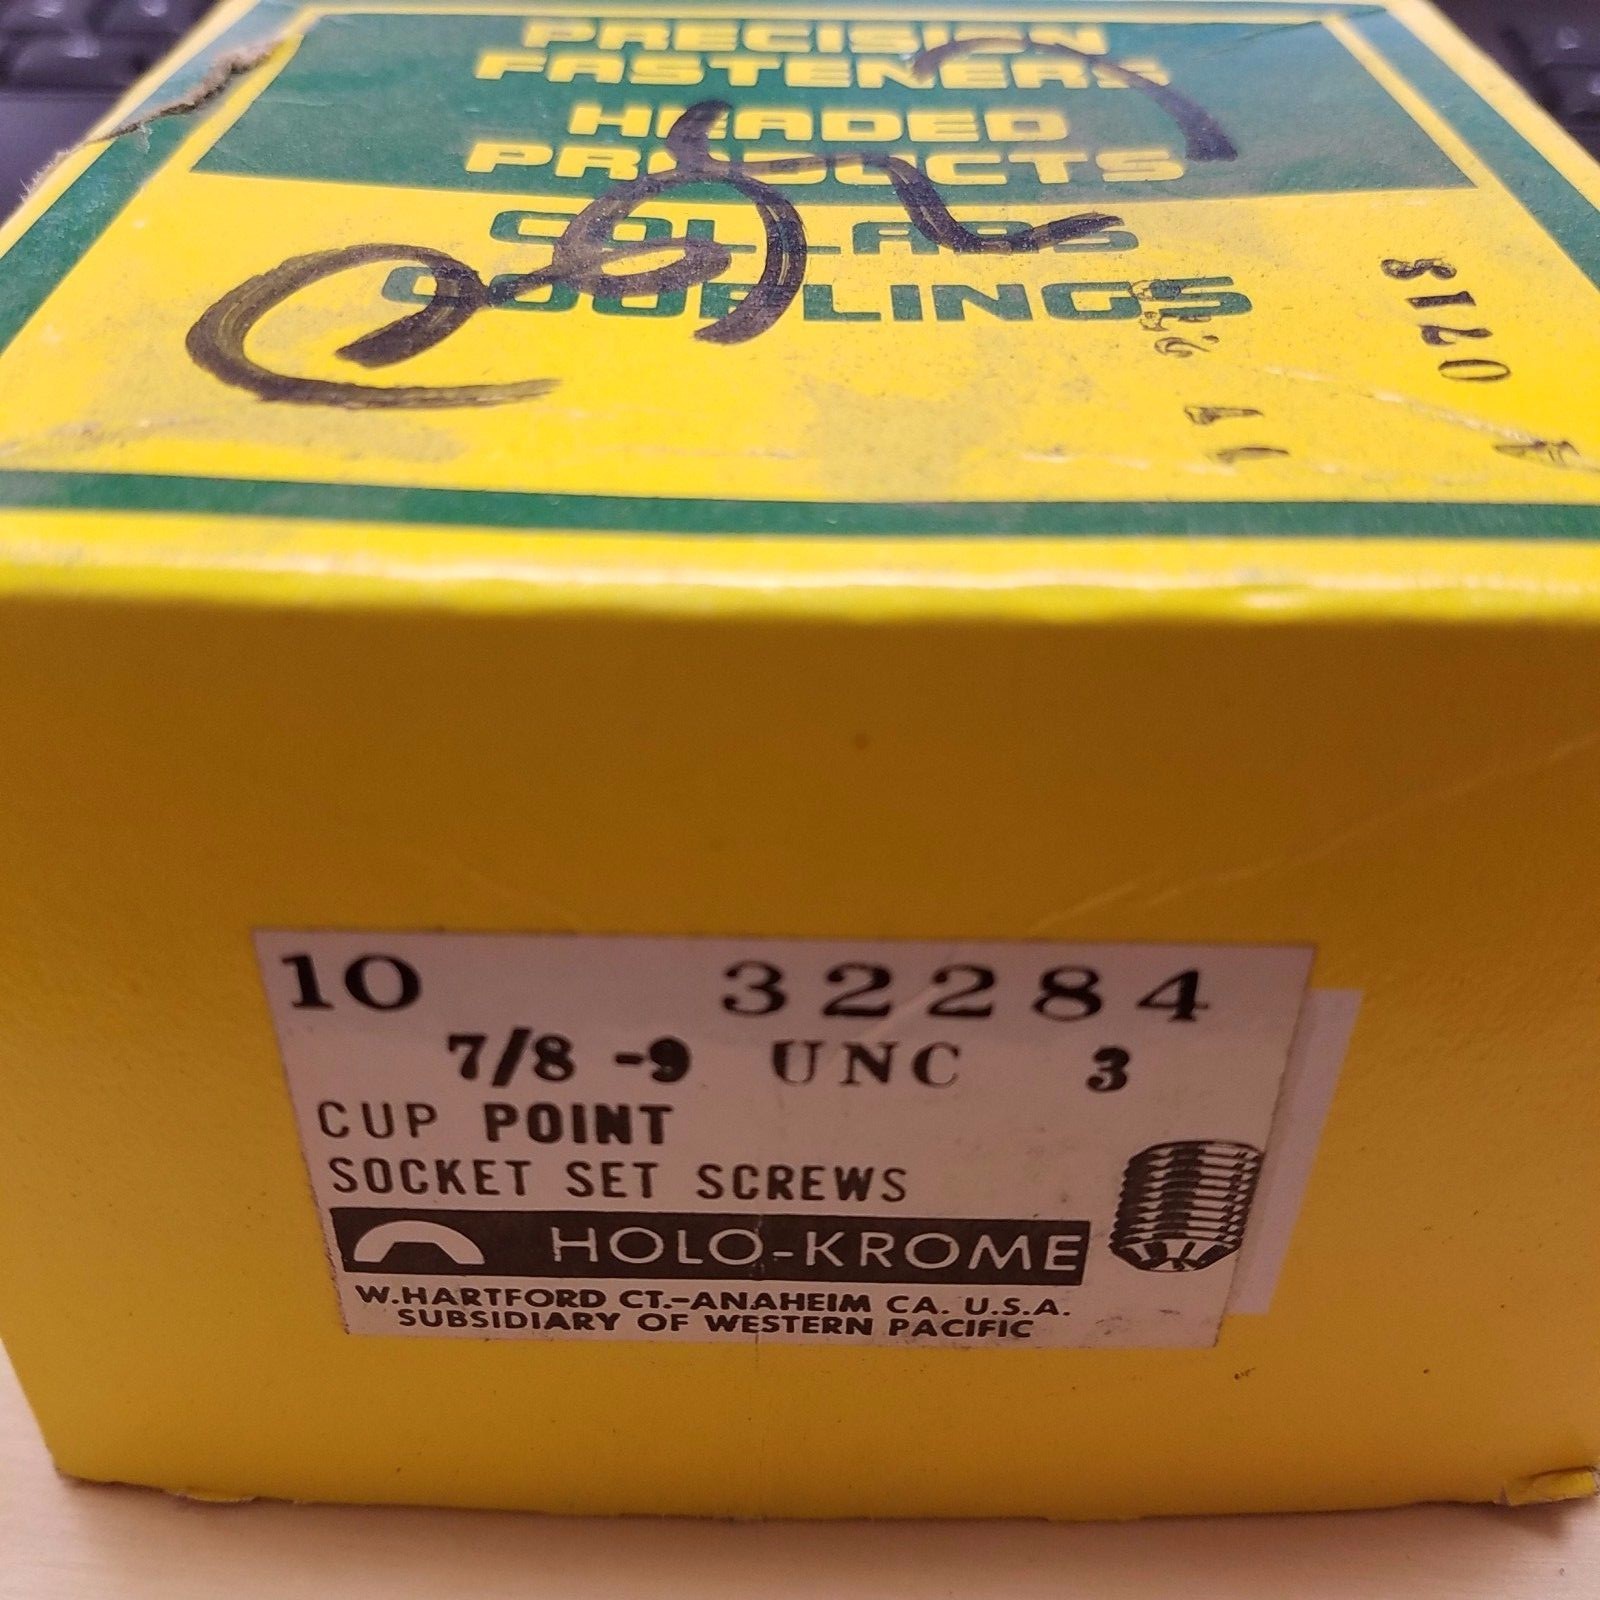 PRECISION
FASTENERS
HEADED
PRODUCTS
COLLARS
COUPLINGS
10 32284
7/8 -9 UNC 3
CUP POINT
SOCKET SET SCREWS
HOLO-KROME
W.HARTFORD CT.-ANAHEIM CA. U.S.A.
SUBSIDIARY OF WESTERN PACIFIC